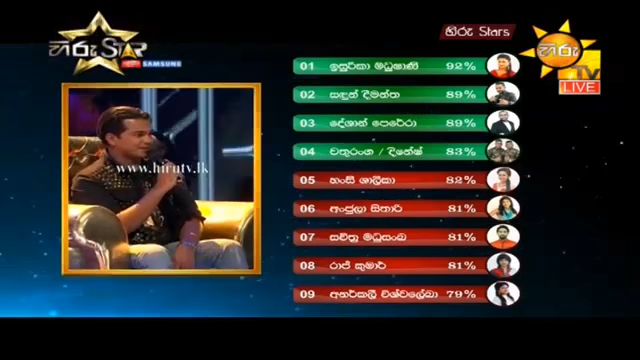 හිරු Star
SAMSUNG
හිරු Stars
හිරු
TV
LIVE
www.hirutv.lk
01 ඉසුරිකා මධුෂානි 92%
02 සඳුන් දීමන්ත 89%
03 දේශාන් පෙරේරා 89%
04 චතුරංග / දිනේෂ් 83%
05 හංසි ශාලිකා 82%
06 අංජුලා සිතාරි 81%
07 සචිත්‍ර මධුසංඛ 81%
08 රාජ් කුමාර් 81%
09 අනර්කලී විශ්වලේඛා 79%